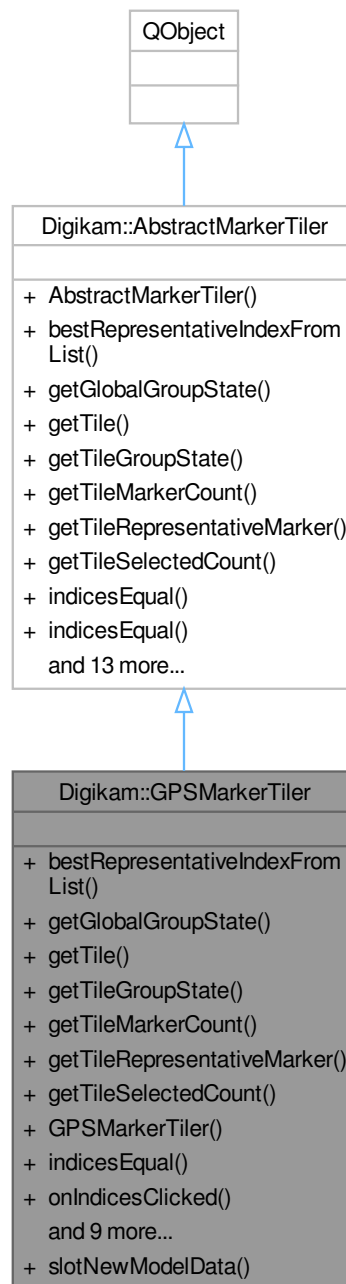 QObject
Digikam::AbstractMarkerTiler
+ AbstractMarkerTiler()
+ bestRepresentativeIndexFrom
List()
+ getGlobalGroupState()
+ getTile()
+ getTileGroupState()
+ getTileMarkerCount()
+ getTileRepresentativeMarker()
+ getTileSelectedCount()
+ indicesEqual()
+ indicesEqual()
and 13 more...
Digikam::GPSMarkerTiler
+ bestRepresentativeIndexFrom
List()
+ getGlobalGroupState()
+ getTile()
+ getTileGroupState()
+ getTileMarkerCount()
+ getTileRepresentativeMarker()
+ getTileSelectedCount()
+ GPSMarkerTiler()
+ indicesEqual()
+ onIndicesClicked()
and 9 more...
+ slotNewModelData()